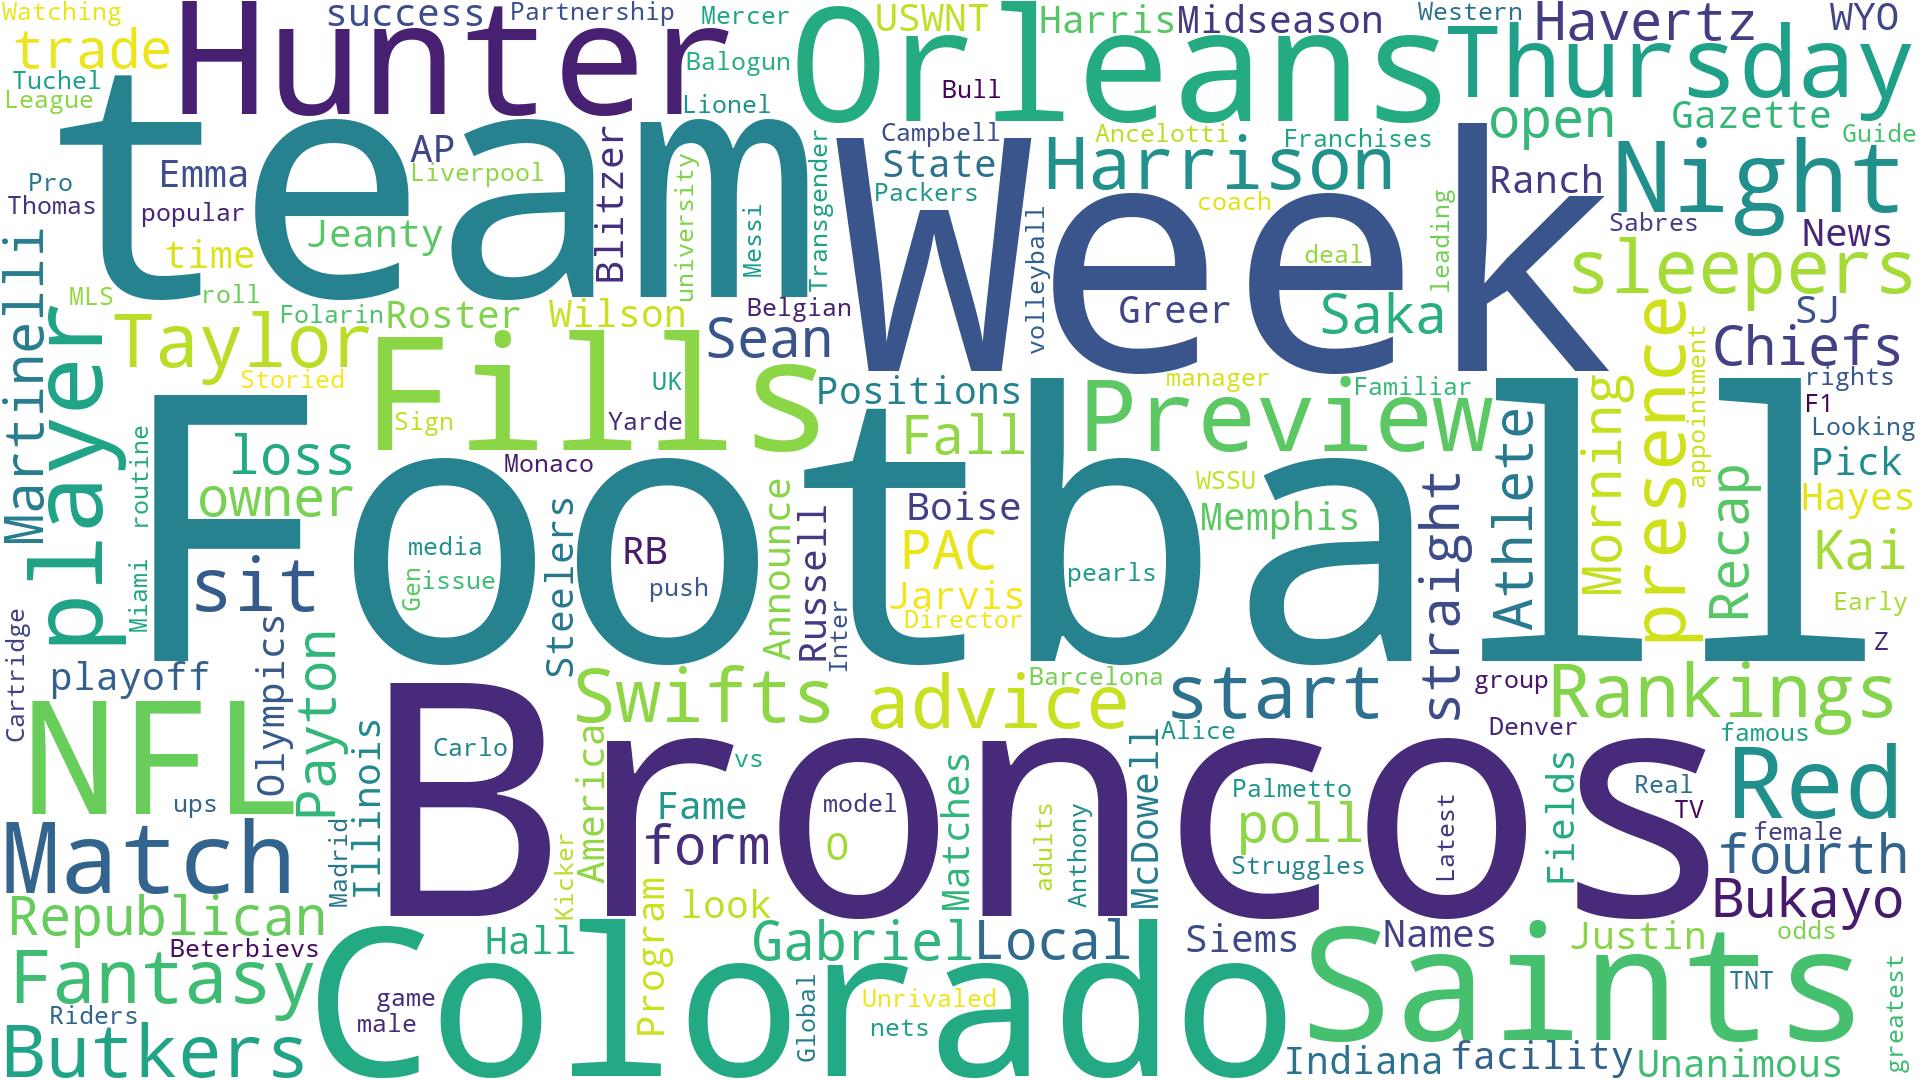 Watching
success
Partnership
Mercer
USWNT
Harris
Midseason
Western
Havertz
WYO
trade
Hunter
Orleans
Thursday
Tuchel
League
Balogun
Lionel
Bull
open
Gazette
Guide
team
AP
Blitzer
Campbell
Ancelotti
Franchises
Harrison
Night
Emma
Liverpool
university
Messi
Transgender
State
Packers
Week
coach
leading
Ranch
Pro
Thomas
popular
Jeanty
volleyball
Sabres
News
time
deal
sleepers
Martinelli
MLS
roll
Folarin
Roster
Wilson
Belgian
Sean
Greer
Saka
presence
appointment
SJ
Chiefs
player
Taylor
Storied
Fills
UK
Sign
Yarde
Positions
manager
Familiar
Preview
Morning
rights
F1
Looking
Fall
Athlete
Pick
routine
loss
owner
Monaco
Football
WSSU
Memphis
straight
Recap
Hayes
Steelers
Announce
Russell
Boise
PAC
RB
media
Gen
issue
push
pearls
Kai
sit
Miami
Jarvis
Director
Inter
Early
Z
Cartridge
playoff
Olympics
Payton
Swifts
advice
Barcelona
start
group
Rankings
NFL
Illinois
Carlo
Broncos
America
vs
Alice
Denver
famous
ups
Fame
model
Matches
adults
Anthony
McDowell
Palmetto
poll
Latest
Fields
Real
TV
Red
Match
Madrid
form
O
Struggles
female
fourth
Kicker
Program
look
Bukayo
Republican
Beterbievs
Hall
Gabriel
Local
Siems
Names
Justin
odds
Fantasy
game
male
Colorado
Global
Unrivaled
nets
Saints
TNT
greatest
Riders
Butkers
Indiana
facility
Unanimous